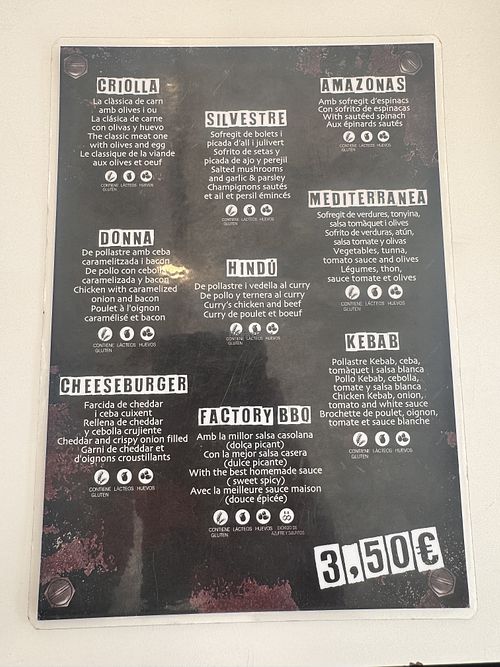 CRIOLLA
La clàssica de carn
amb olives i ou
La clásica de carne
con olivas y huevo
The classic meat one
with olives and egg
Le classique de la viande
aux olives et oeuf
CONTIENE GLUTEN LÁCTEOS HUEVOS
SILVESTRE
Sofregit de bolets i
picada d'all i julivert
Sofrito de setas y
picada de ajo y perejil
Salted mushrooms
and garlic & parsley
Champignons sautés
et ail et persil émincés
CONTIENE GLUTEN LÁCTEOS HUEVOS
AMAZONAS
Amb sofregit d'espinacs
Con sofrito de espinacas
With sautéed spinach
Aux épinards sautés
CONTIENE GLUTEN LÁCTEOS HUEVOS
DONNA
De pollastre amb ceba
caramelitzada i bacon
De pollo con cebolla
caramelizada y bacon
Chicken with caramelized
onion and bacon
Poulet à l'oignon
caramélisé et bacon
CONTIENE GLUTEN LÁCTEOS HUEVOS
HINDÚ
De pollastre i vedella al curry
De pollo y ternera al curry
Curry's chicken and beef
Curry de poulet et boeuf
CONTIENE GLUTEN LÁCTEOS HUEVOS
MEDITERRANEA
Sofregit de verdures, tonyina,
salsa tomàquet i olives
Sofrito de verduras, atún,
salsa tomate y olivas
Vegetables, tunna,
tomato sauce and olives
Légumes, thon,
sauce tomate et olives
CONTIENE GLUTEN LÁCTEOS HUEVOS
CHEESEBURGER
Farcida de cheddar
i ceba cuixent
Rellena de cheddar
y cebolla crujiente
Cheddar and crispy onion filled
Garni de cheddar et
d'oignons croustillants
CONTIENE GLUTEN LÁCTEOS HUEVOS
FACTORY BBQ
Amb la millor salsa casolana
(dolça picant)
Con la mejor salsa casera
(dulce picante)
With the best homemade sauce
( sweet spicy)
Avec la meilleure sauce maison
(douce épicée)
CONTIENE GLUTEN LÁCTEOS HUEVOS DIÓXIDO DE AZUFRE Y SULFITOS
KEBAB
Pollastre Kebab, ceba,
tomàquet i salsa blanca
Pollo Kebab, cebolla,
tomate y salsa blanca
Chicken Kebab, onion,
tomato and white sauce
Brochette de poulet, oignon,
tomate et sauce blanche
CONTIENE GLUTEN LÁCTEOS HUEVOS
3,50€